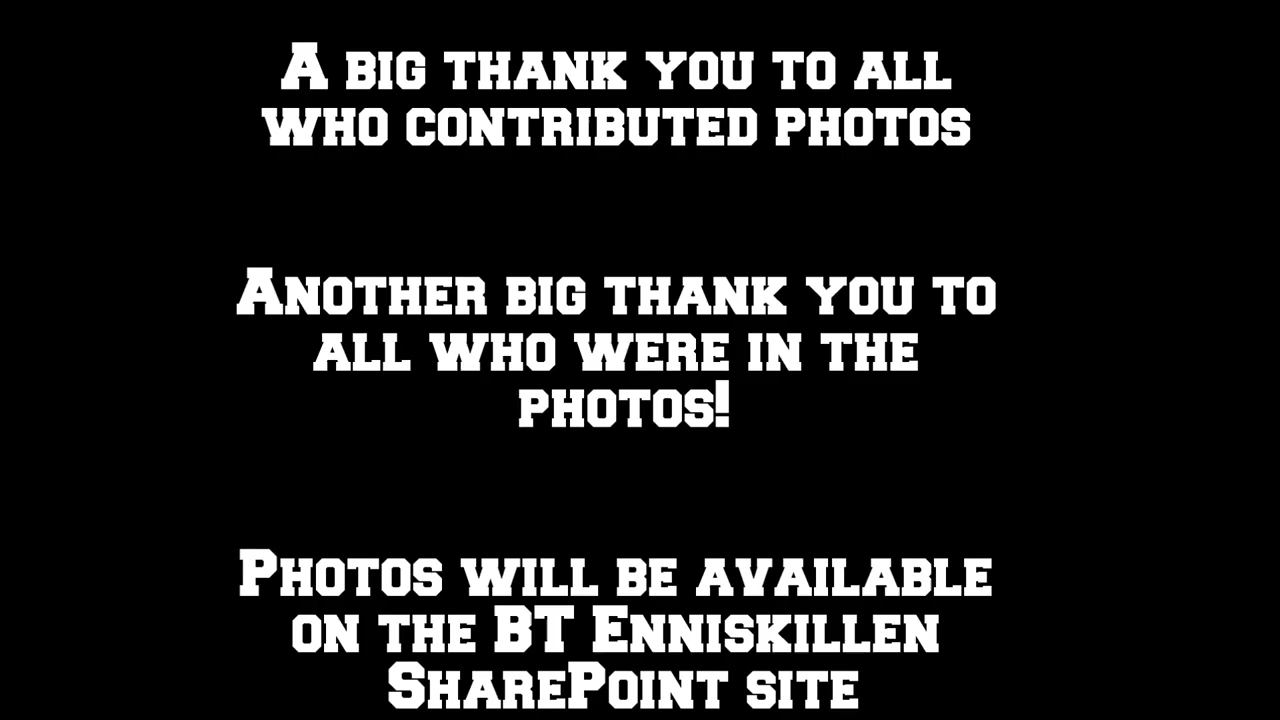 A big thank you to all
who contributed photos
Another big thank you to
all who were in the
photos!
Photos will be available
on the BT Enniskillen
SharePoint site